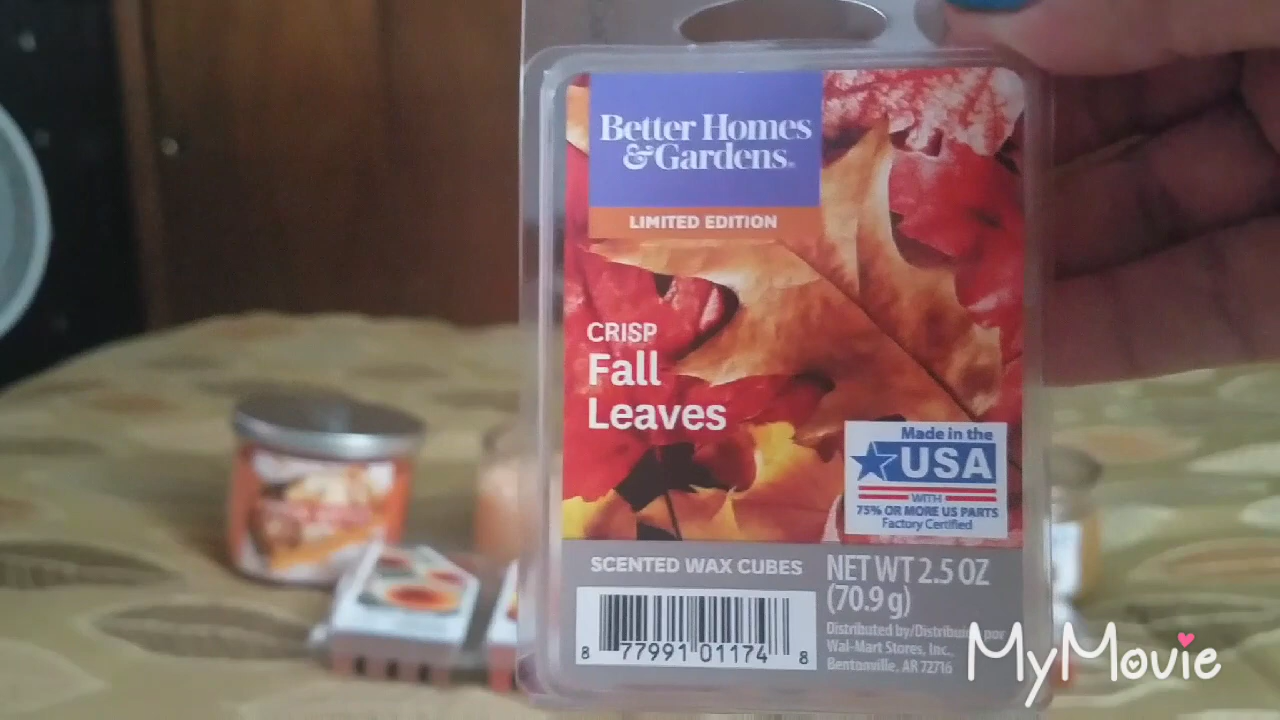 Better Homes
& Gardens
LIMITED EDITION
CRISP
Fall
Leaves
Made in the
USA
WITH
75% OR MORE US PARTS
Factory Certified
SCENTED WAX CUBES
NET WT 2.5 OZ
(70.9 g)
Distributed by/Distribuido por
Wal-Mart Stores, Inc.,
Bentonville, AR 72716
8 77991 01174 8
MyMovie